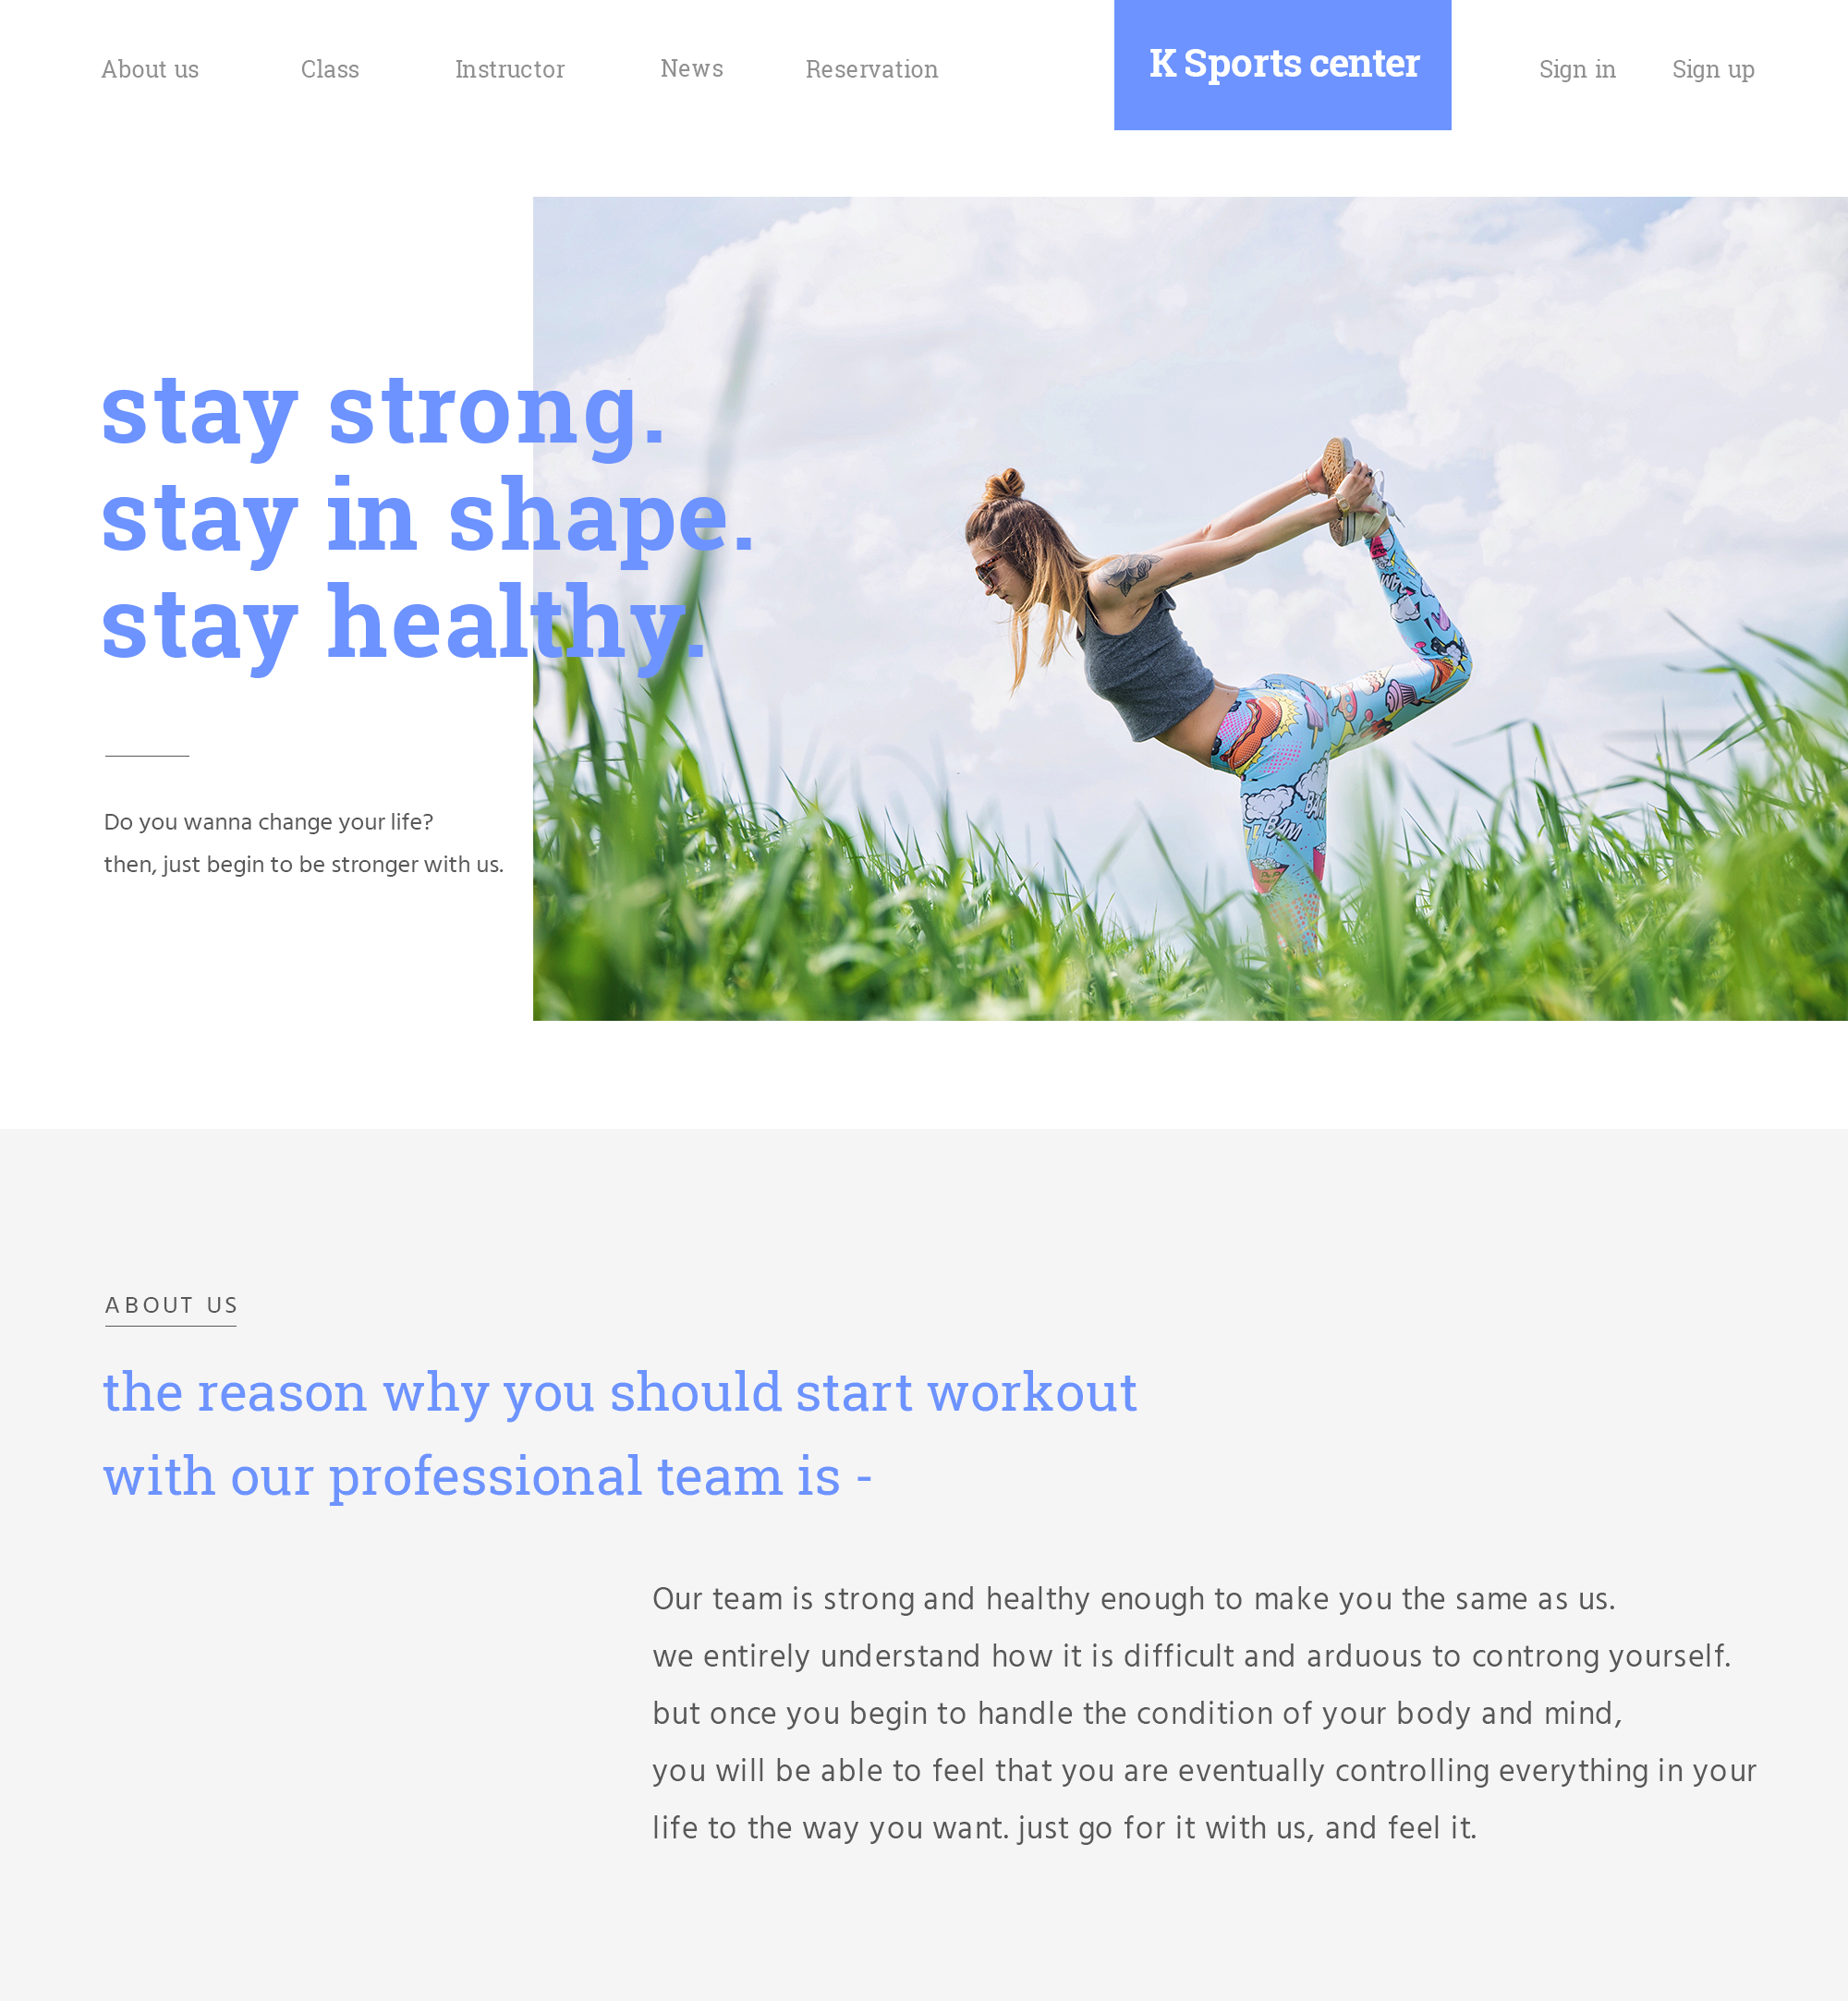 About us Class Instructor News Reservation K Sports center Sign in Sign up
stay strong.
stay in shape.
stay healthy.
Do you wanna change your life?
then, just begin to be stronger with us.
BAM
BAM
BAM
ABOUT US
the reason why you should start workout
with our professional team is -
Our team is strong and healthy enough to make you the same as us.
we entirely understand how it is difficult and arduous to controng yourself.
but once you begin to handle the condition of your body and mind,
you will be able to feel that you are eventually controlling everything in your
life to the way you want. just go for it with us, and feel it.